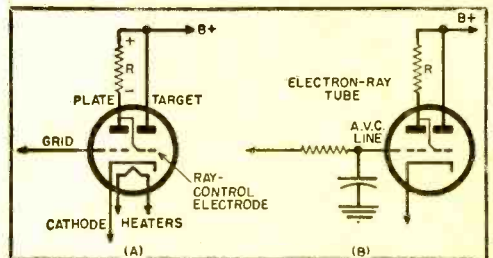 B+
+
R
−
PLATE
TARGET
GRID
RAY-
CONTROL
ELECTRODE
CATHODE
HEATERS
(A)
B+
R
ELECTRON-RAY
TUBE
A.V.C.
LINE
(B)